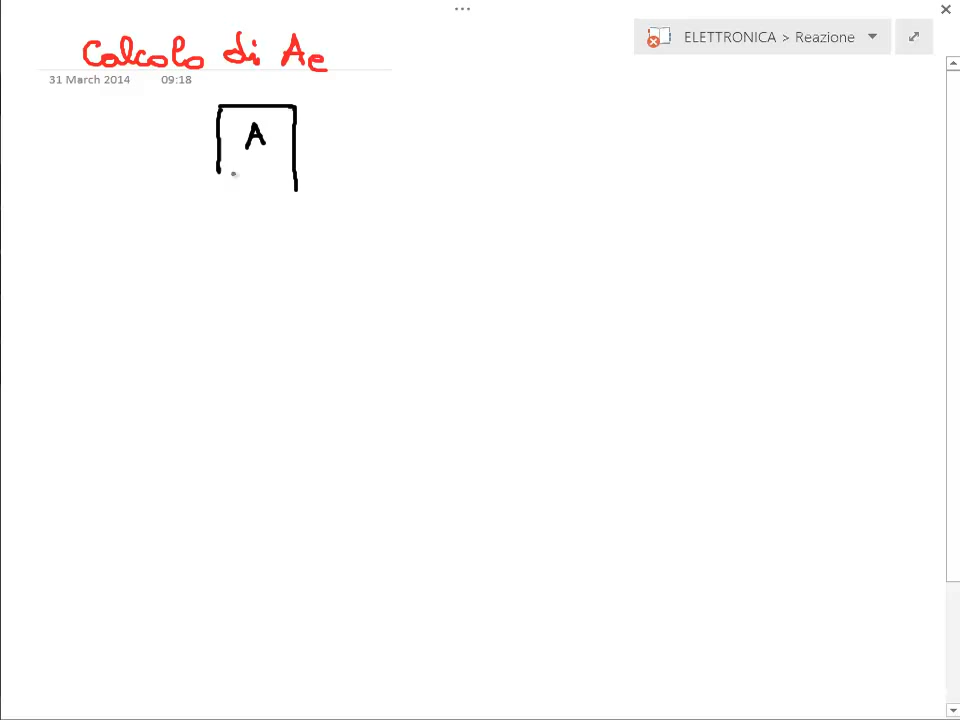 ELETTRONICA > Reazione
Calcolo di Ae
31 March 2014 09:18
A